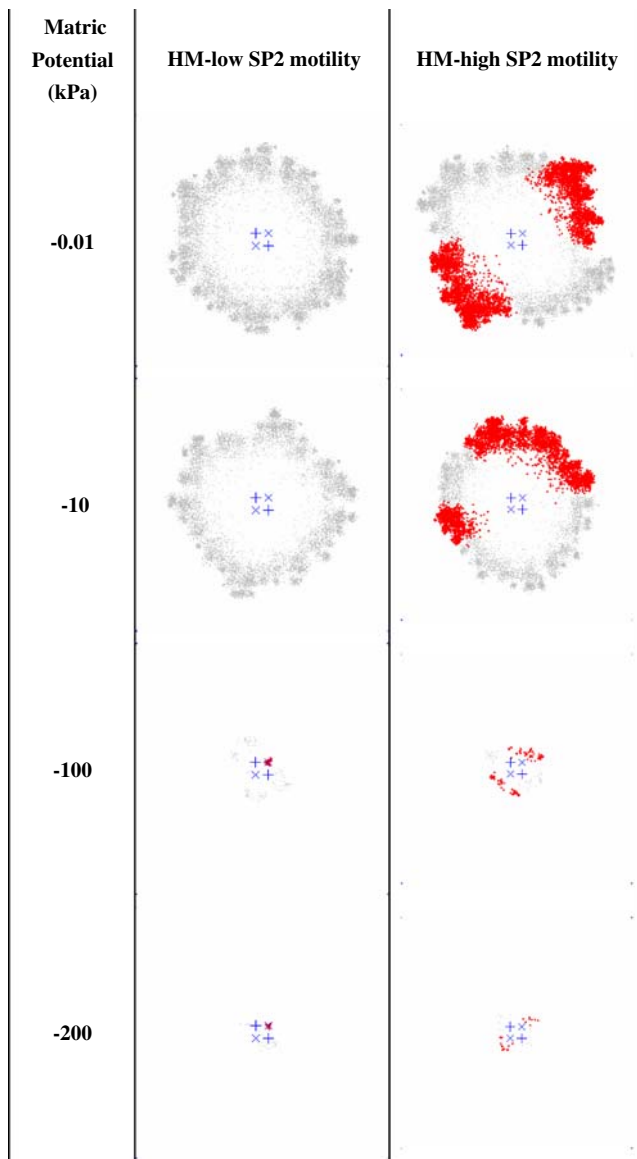 Matric
Potential
(kPa)
HM-low SP2 motility
HM-high SP2 motility
-0.01
-10
-100
-200